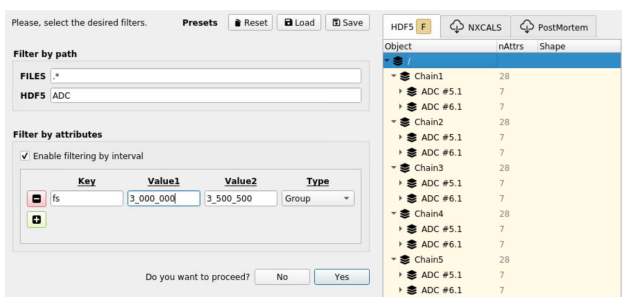 Please, select the desired filters. Presets Reset Load Save
Filter by path
FILES .*
HDF5 ADC
Filter by attributes
Enable filtering by interval
Key Value1 Value2 Type
fs 3_000_000 3_500_500 Group
Do you want to proceed? No Yes
HDF5 F NXCALS PostMortem
Object nAttrs Shape
/
Chain1 28
ADC #5.1 7
ADC #6.1 7
Chain2 28
ADC #5.1 7
ADC #6.1 7
Chain3 28
ADC #5.1 7
ADC #6.1 7
Chain4 28
ADC #5.1 7
ADC #6.1 7
Chain5 28
ADC #5.1 7
ADC #6.1 7